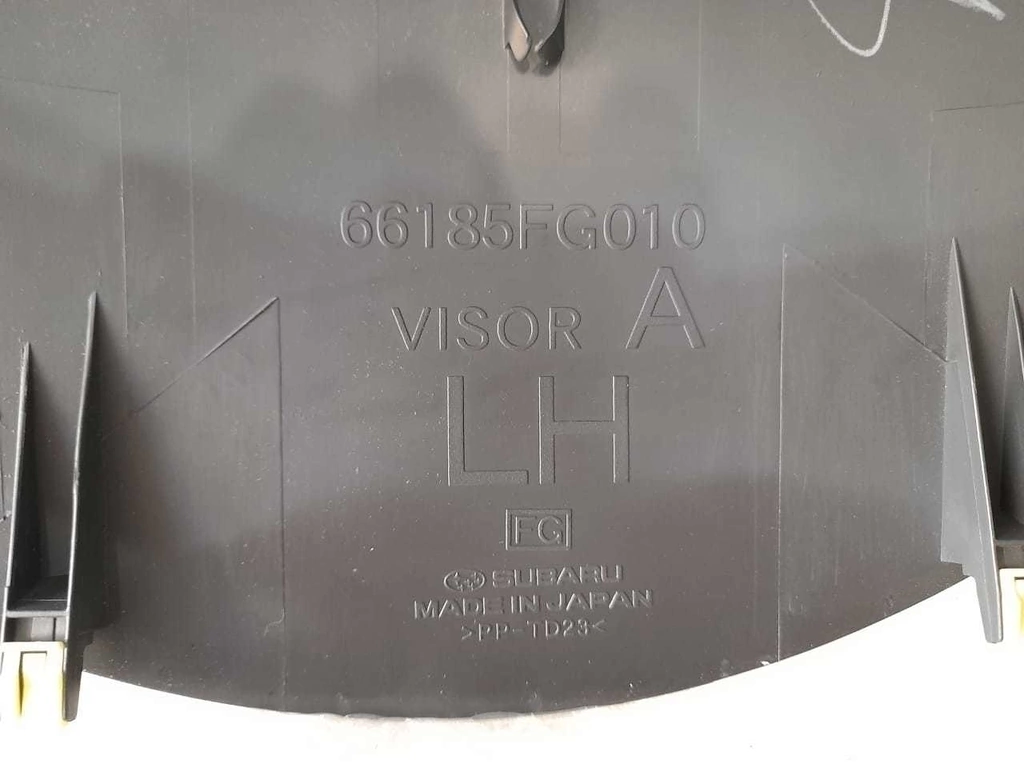 66185FG010
VISOR A
LH
FG
SUBARU
MADE IN JAPAN
>PP-TD23<